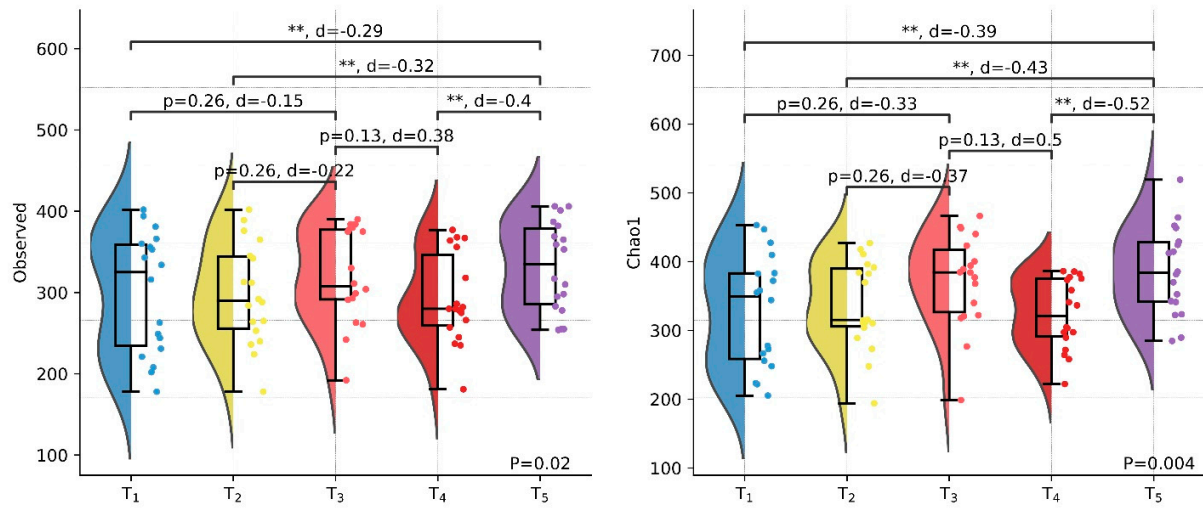 600
500
400
300
200
100
Observed
**, d=-0.29
**, d=-0.32
p=0.26, d=-0.15
**, d=-0.4
p=0.13, d=0.38
p=0.26, d=-0.22
P=0.02
T1
T2
T3
T4
T5
700
600
500
400
300
200
100
Chao1
**, d=-0.39
**, d=-0.43
p=0.26, d=-0.33
**, d=-0.52
p=0.13, d=0.5
p=0.26, d=-0.37
P=0.004
T1
T2
T3
T4
T5